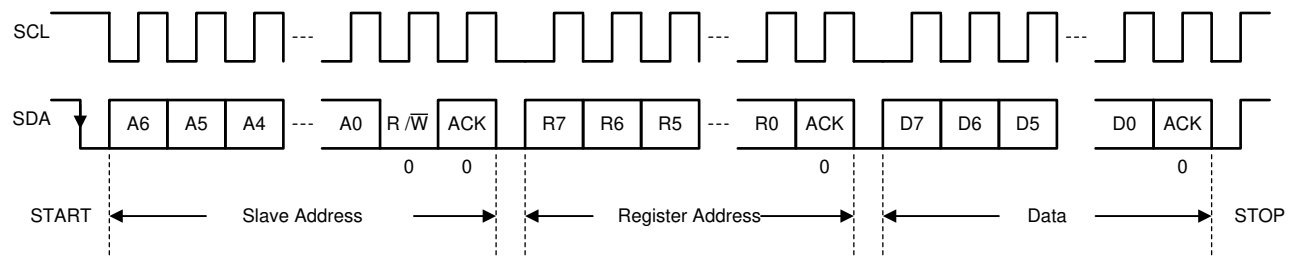 SCL --- --- ---
SDA A6 A5 A4 --- A0 R /W̅ ACK R7 R6 R5 --- R0 ACK D7 D6 D5 D0 ACK
0 0 0 0
START Slave Address Register Address Data STOP